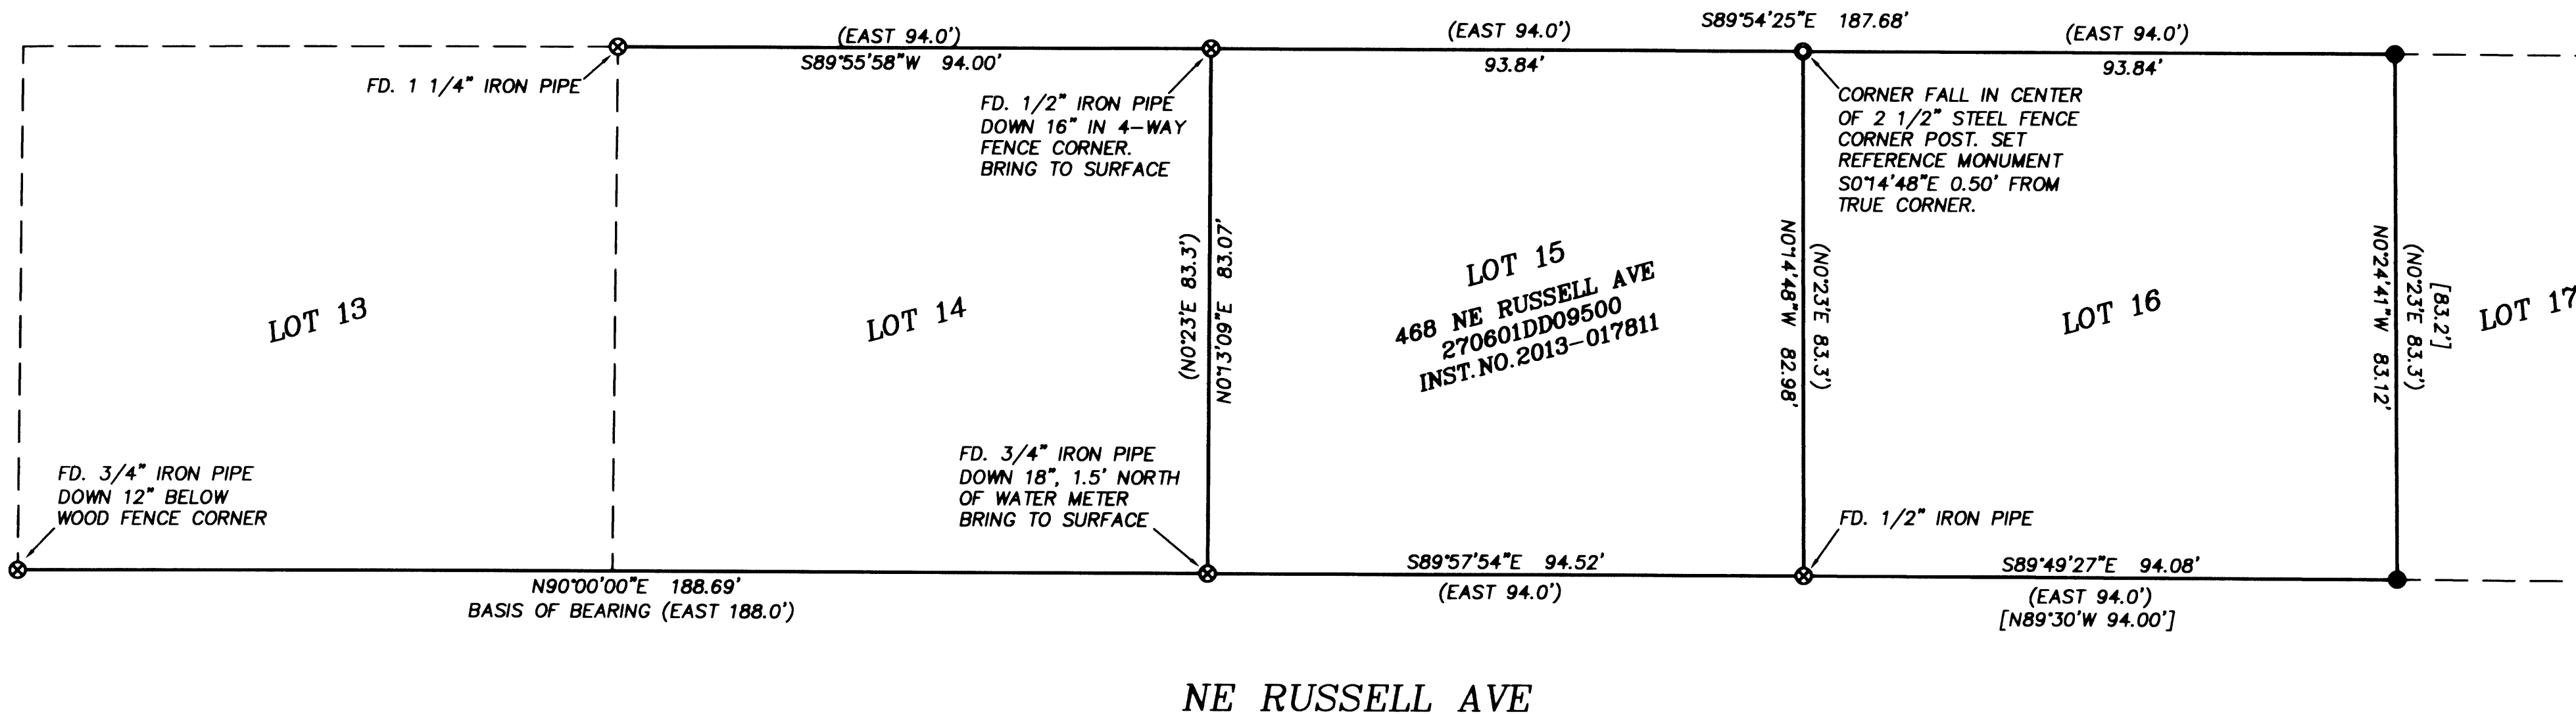 (EAST 94.0')
S89°55'58"W 94.00'
(EAST 94.0')
93.84'
S89°54'25"E 187.68'
(EAST 94.0')
93.84'
FD. 1 1/4" IRON PIPE
FD. 1/2" IRON PIPE
DOWN 16" IN 4-WAY
FENCE CORNER.
BRING TO SURFACE
CORNER FALL IN CENTER
OF 2 1/2" STEEL FENCE
CORNER POST. SET
REFERENCE MONUMENT
S0°14'48"E 0.50' FROM
TRUE CORNER.
LOT 13
LOT 14
(N0°23'E 83.3')
N0°13'09"E 83.07'
LOT 15
468 NE RUSSELL AVE
270601DD09500
INST.NO.2013-017811
N0°14'48"W 82.98'
(N0°23'E 83.3')
LOT 16
N0°24'41"W 83.12'
(N0°23'E 83.3')
[83.2']
LOT 17
FD. 3/4" IRON PIPE
DOWN 12" BELOW
WOOD FENCE CORNER
FD. 3/4" IRON PIPE
DOWN 18", 1.5' NORTH
OF WATER METER
BRING TO SURFACE
FD. 1/2" IRON PIPE
N90°00'00"E 188.69'
BASIS OF BEARING (EAST 188.0')
S89°57'54"E 94.52'
(EAST 94.0')
S89°49'27"E 94.08'
(EAST 94.0')
[N89°30'W 94.00']
NE RUSSELL AVE